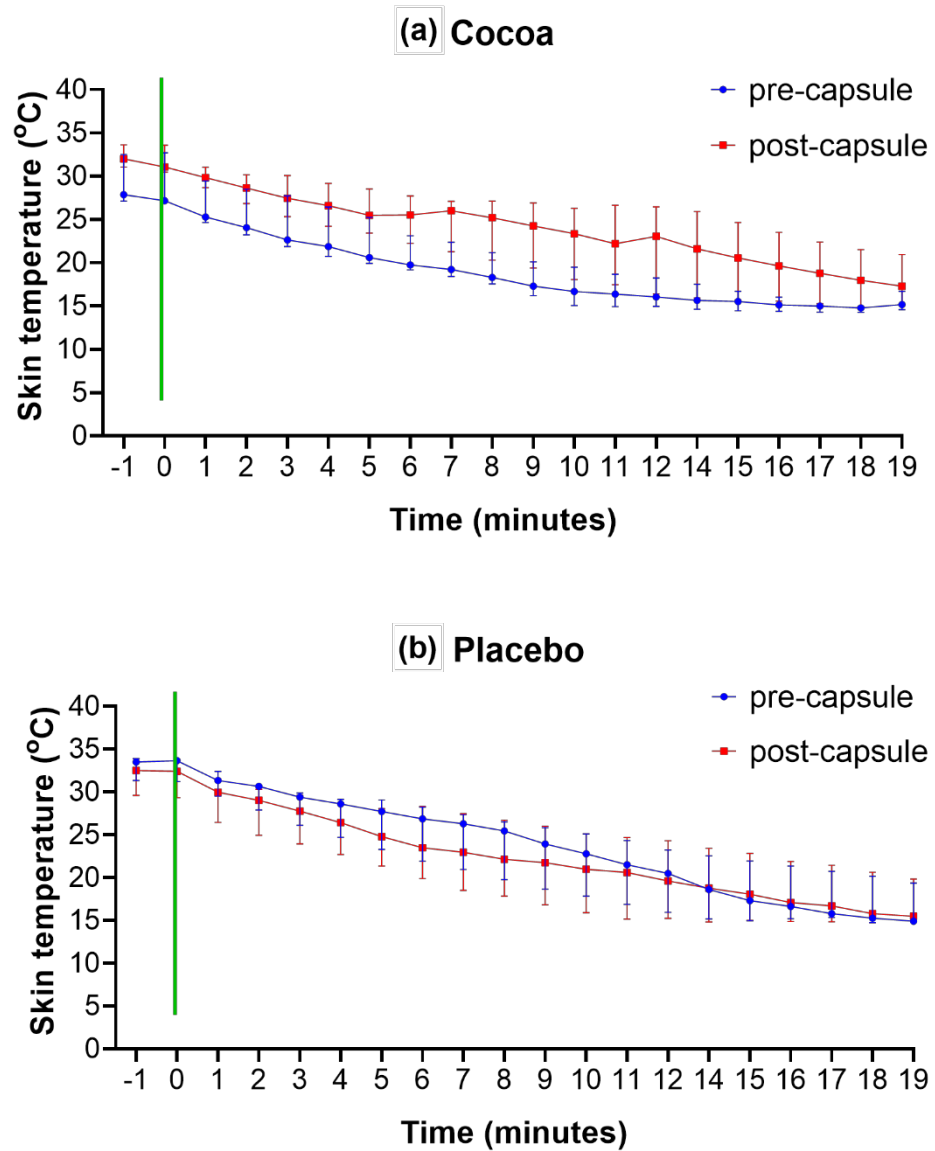 (a) Cocoa
pre-capsule
post-capsule
Skin temperature (°C)
40
35
30
25
20
15
10
5
0
-1 0 1 2 3 4 5 6 7 8 9 10 11 12 14 15 16 17 18 19
Time (minutes)
(b) Placebo
pre-capsule
post-capsule
Skin temperature (°C)
40
35
30
25
20
15
10
5
0
-1 0 1 2 3 4 5 6 7 8 9 10 11 12 14 15 16 17 18 19
Time (minutes)